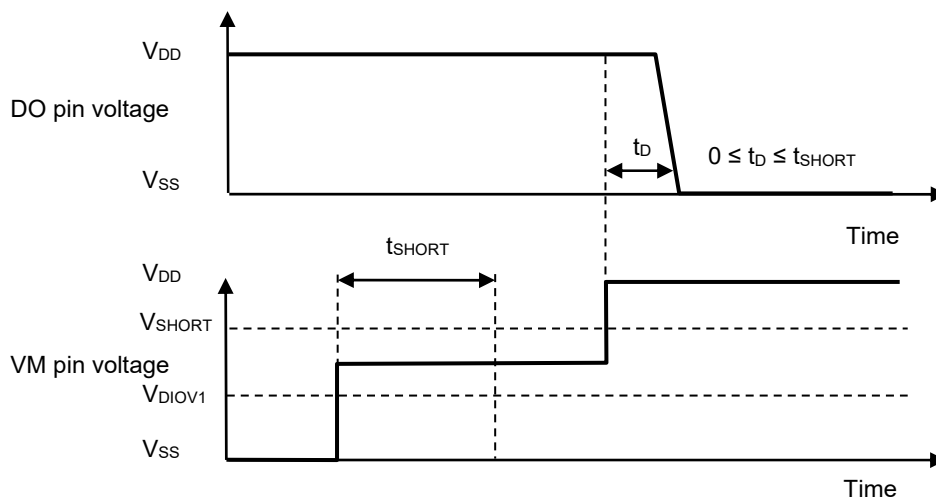 VDD
DO pin voltage
tD
0 ≤ tD ≤ tSHORT
VSS
Time
tSHORT
VDD
VSHORT
VM pin voltage
VDIOV1
VSS
Time